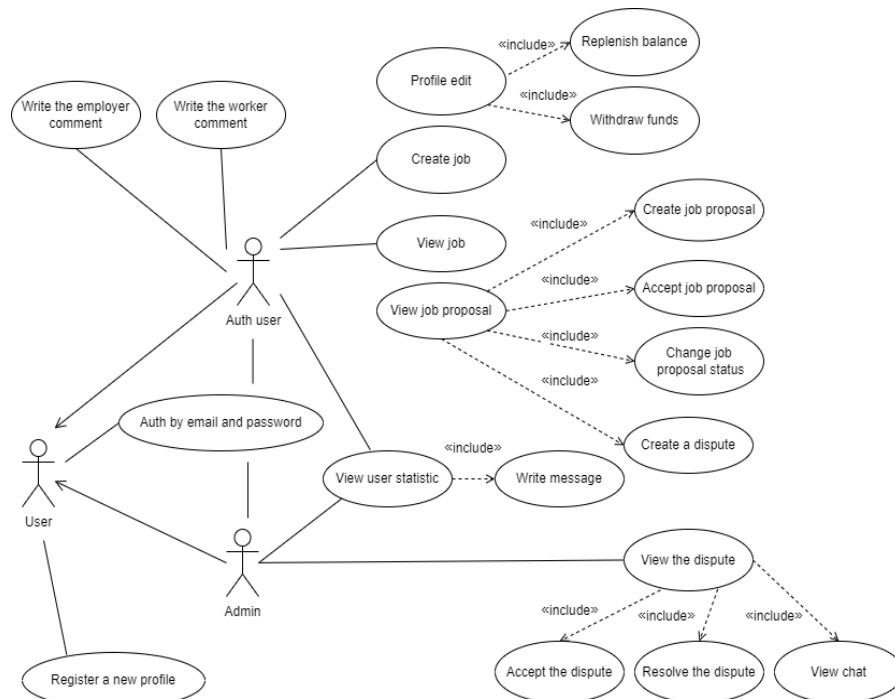 «include»
Replenish balance
Profile edit
«include»
Withdraw funds
Write the employer
comment
Write the worker
comment
Create job
Create job proposal
«include»
View job
«include»
Accept job proposal
View job proposal
«include»
Change job
proposal status
Auth user
«include»
Auth by email and password
Create a dispute
«include»
View user statistic
Write message
User
View the dispute
Admin
«include»
«include»
«include»
Register a new profile
Accept the dispute
Resolve the dispute
View chat